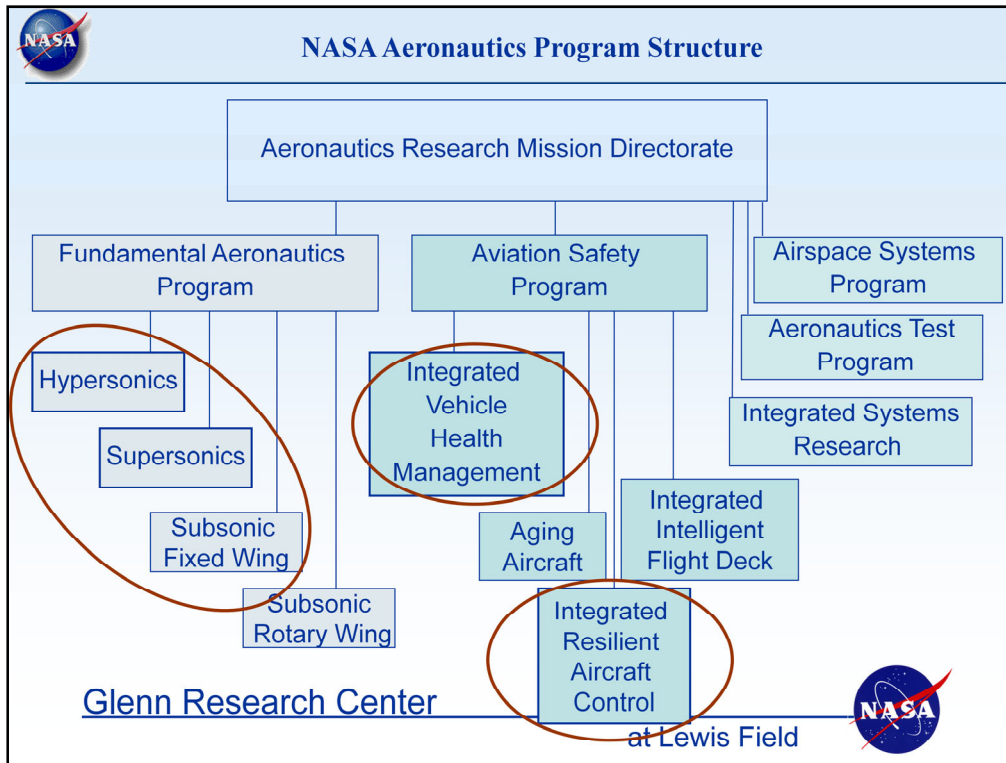 NASA
NASA Aeronautics Program Structure
Aeronautics Research Mission Directorate
Fundamental Aeronautics
Program
Aviation Safety
Program
Airspace Systems
Program
Aeronautics Test
Program
Integrated Systems
Research
Hypersonics
Supersonics
Subsonic
Fixed Wing
Subsonic
Rotary Wing
Integrated
Vehicle
Health
Management
Aging
Aircraft
Integrated
Resilient
Aircraft
Control
Integrated
Intelligent
Flight Deck
Glenn Research Center
at Lewis Field
NASA